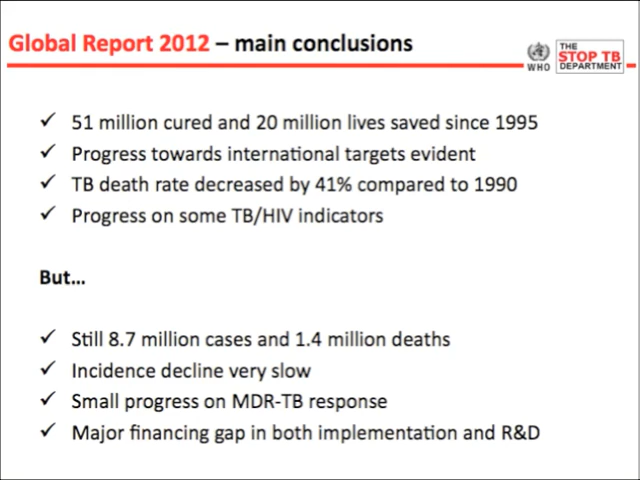 Global Report 2012 – main conclusions
WHO
THE
STOP TB
DEPARTMENT
✓ 51 million cured and 20 million lives saved since 1995
✓ Progress towards international targets evident
✓ TB death rate decreased by 41% compared to 1990
✓ Progress on some TB/HIV indicators
But...
✓ Still 8.7 million cases and 1.4 million deaths
✓ Incidence decline very slow
✓ Small progress on MDR-TB response
✓ Major financing gap in both implementation and R&D